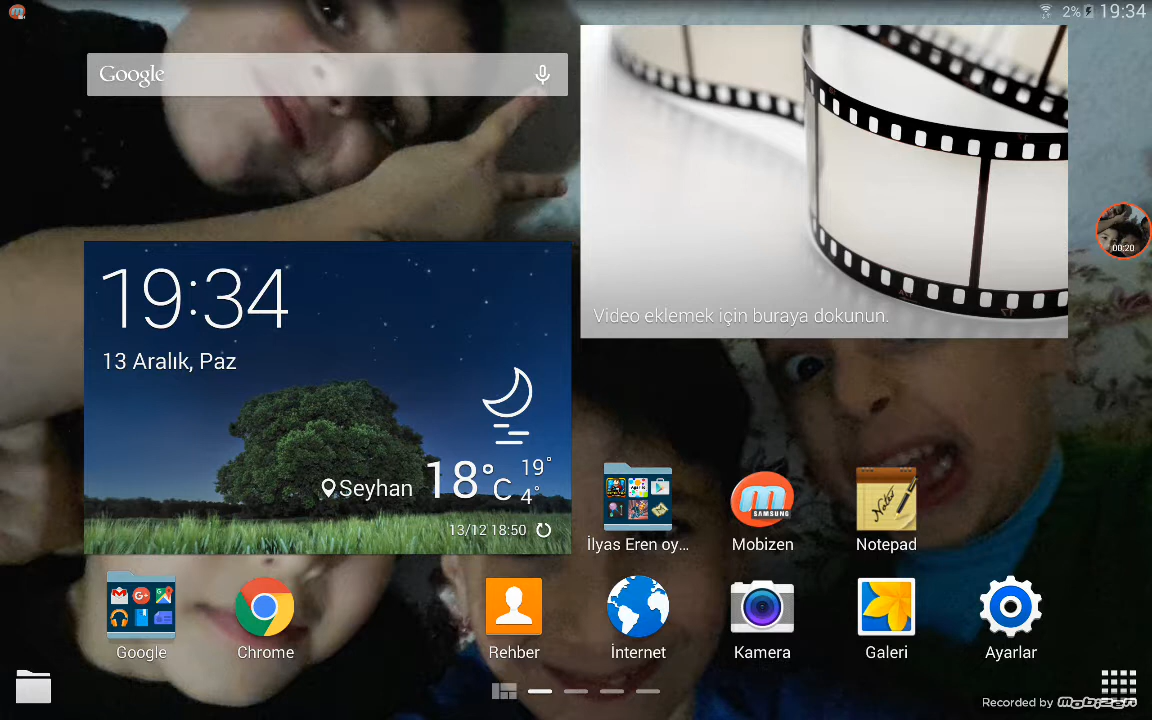 2%
19:34
Google
00:20
19:34
13 Aralık, Paz
Video eklemek için buraya dokunun.
Seyhan
18°C
19°
4°
13/12 18:50
SAMSUNG
Notes
İlyas Eren oy...
Mobizen
Notepad
Google
Chrome
Rehber
İnternet
Kamera
Galeri
Ayarlar
Recorded by mobizen